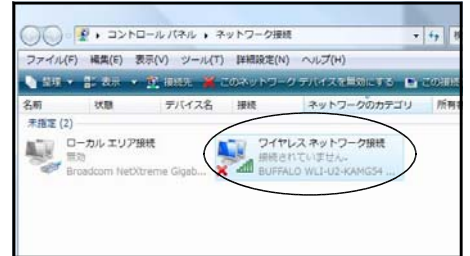 コントロール パネル ▸ ネットワーク接続
ファイル(F) 編集(E) 表示(V) ツール(T) 詳細設定(N) ヘルプ(H)
整理 表示 接続先 このネットワーク デバイスを無効にする この接続
名前 状態 デバイス名 接続 ネットワークのカテゴリ 所有
未指定 (2)
ローカル エリア接続
無効
Broadcom NetXtreme Gigab...
ワイヤレス ネットワーク接続
接続されていません。
BUFFALO WLI-U2-KAMG54 ...